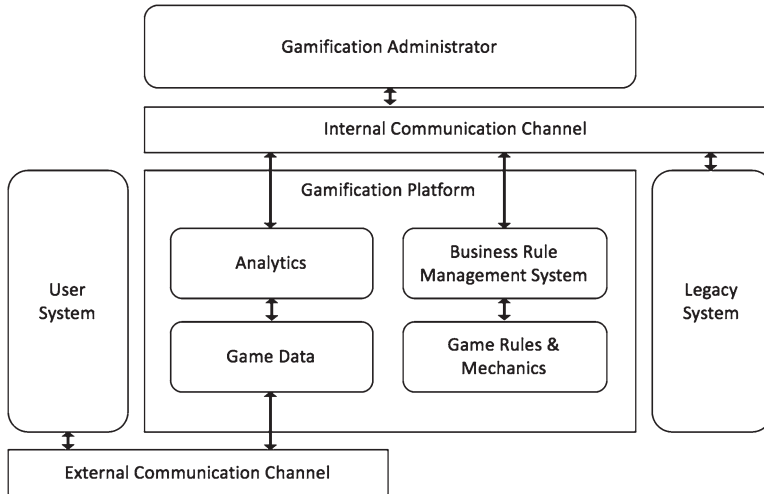 Gamification Administrator
Internal Communication Channel
Gamification Platform
User
System
Analytics
Business Rule
Management System
Legacy
System
Game Data
Game Rules &
Mechanics
External Communication Channel